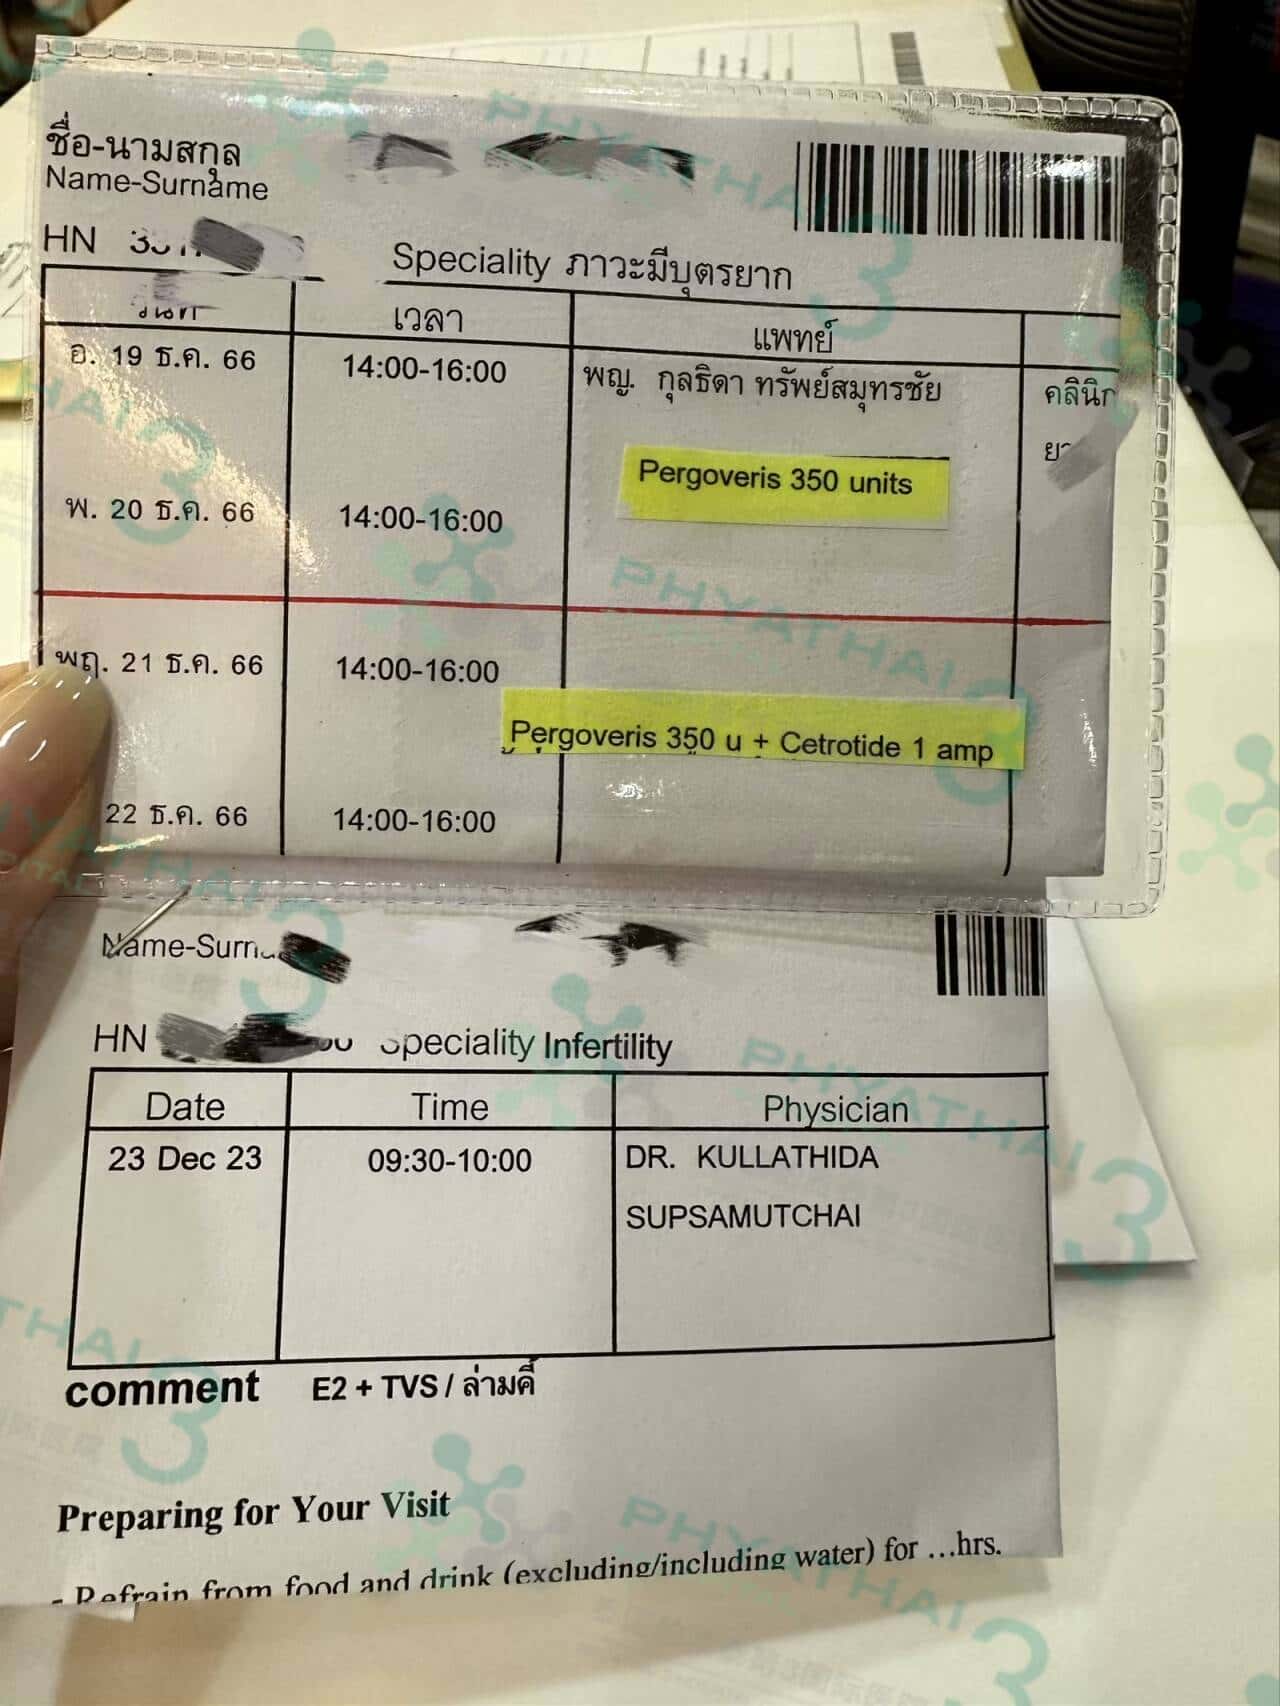 ชื่อ-นามสกุล
Name-Surname
HN
Speciality ภาวะมีบุตรยาก
เวลา แพทย์
อ. 19 ธ.ค. 66 14:00-16:00 พญ. กุลธิดา ทรัพย์สมุทรชัย
Pergoveris 350 units
พ. 20 ธ.ค. 66 14:00-16:00
พฤ. 21 ธ.ค. 66 14:00-16:00
Pergoveris 350 u + Cetrotide 1 amp
22 ธ.ค. 66 14:00-16:00
HN Speciality Infertility
Date Time Physician
23 Dec 23 09:30-10:00 DR. KULLATHIDA
SUPSAMUTCHAI
comment E2 + TVS / ล่ามคี้
Preparing for Your Visit
- Refrain from food and drink (excluding/including water) for ...hrs.
PHYATHAI 3